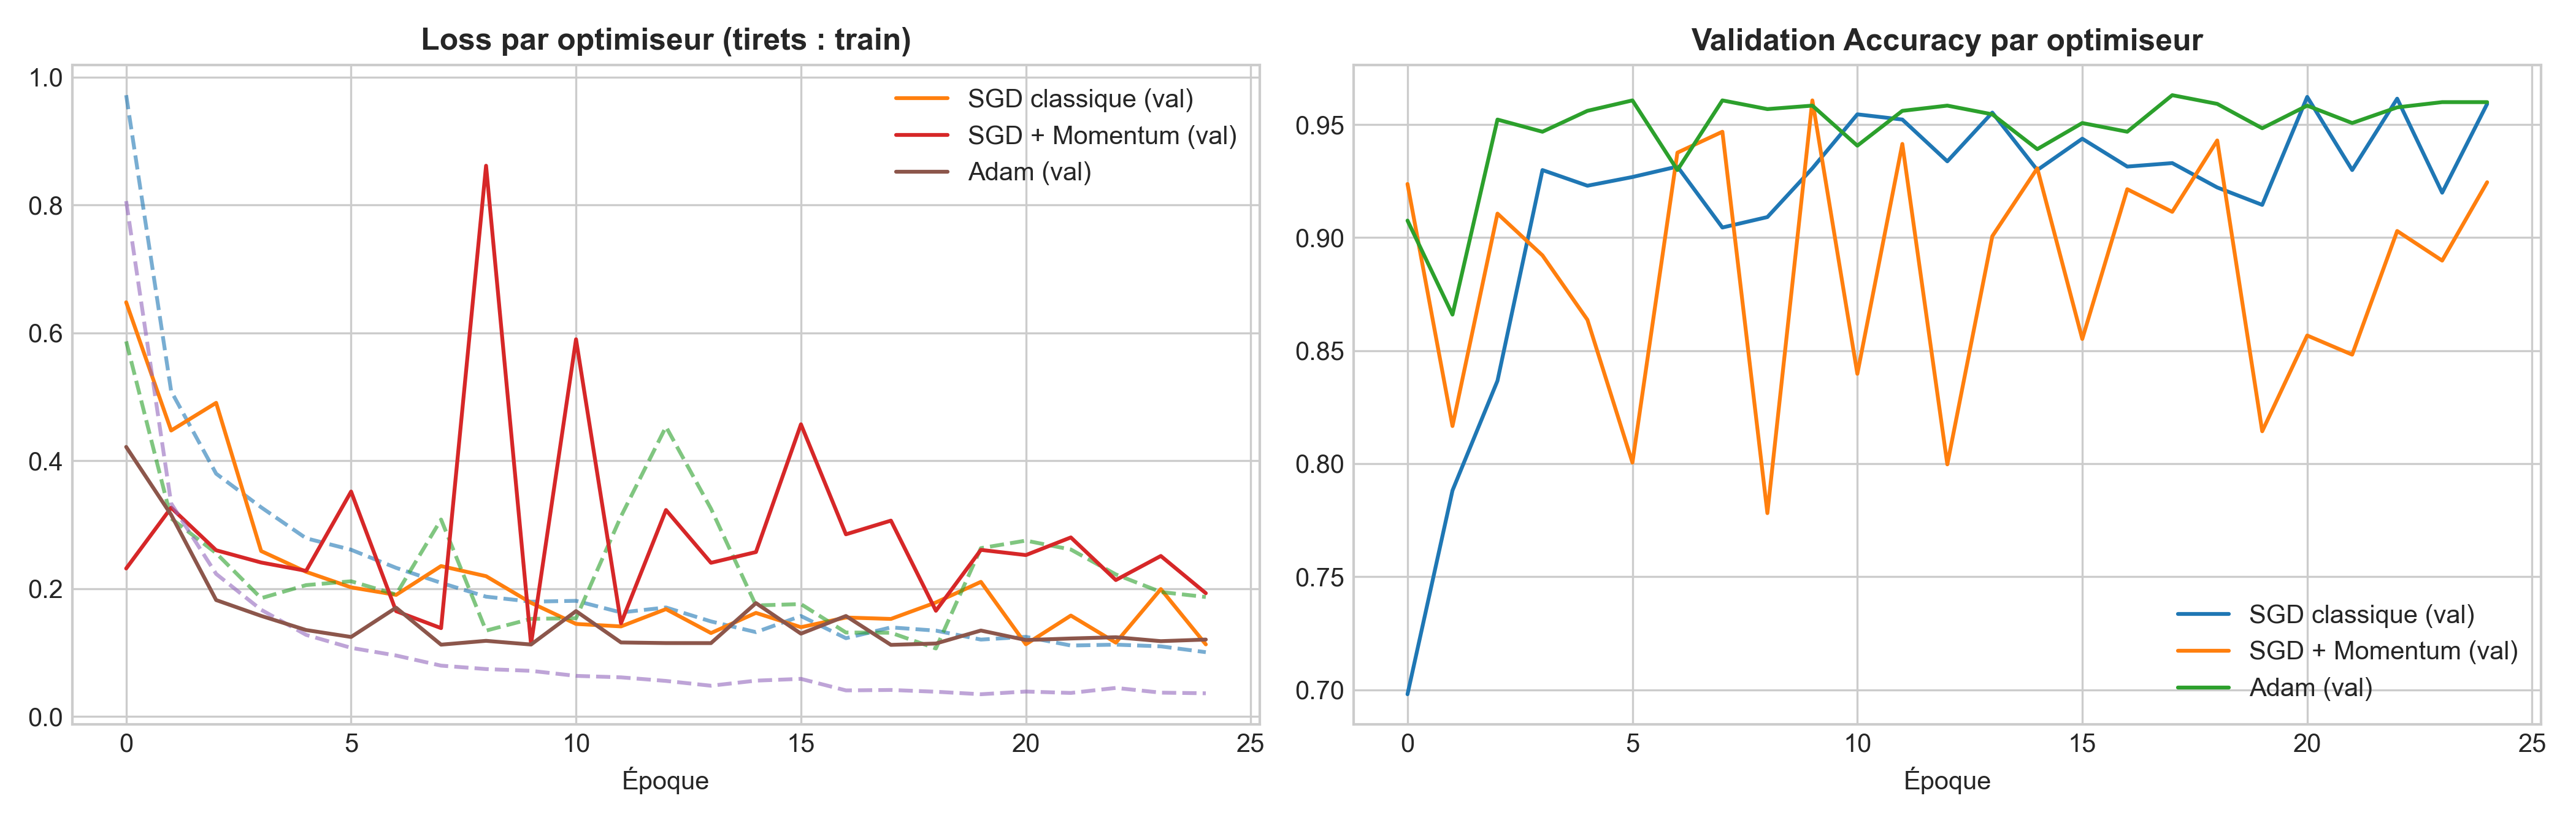 Loss par optimiseur (tirets : train)
1.0
0.8
0.6
0.4
0.2
0.0
SGD classique (val)
SGD + Momentum (val)
Adam (val)
0 5 10 15 20 25
Époque
Validation Accuracy par optimiseur
0.95
0.90
0.85
0.80
0.75
0.70
SGD classique (val)
SGD + Momentum (val)
Adam (val)
0 5 10 15 20 25
Époque